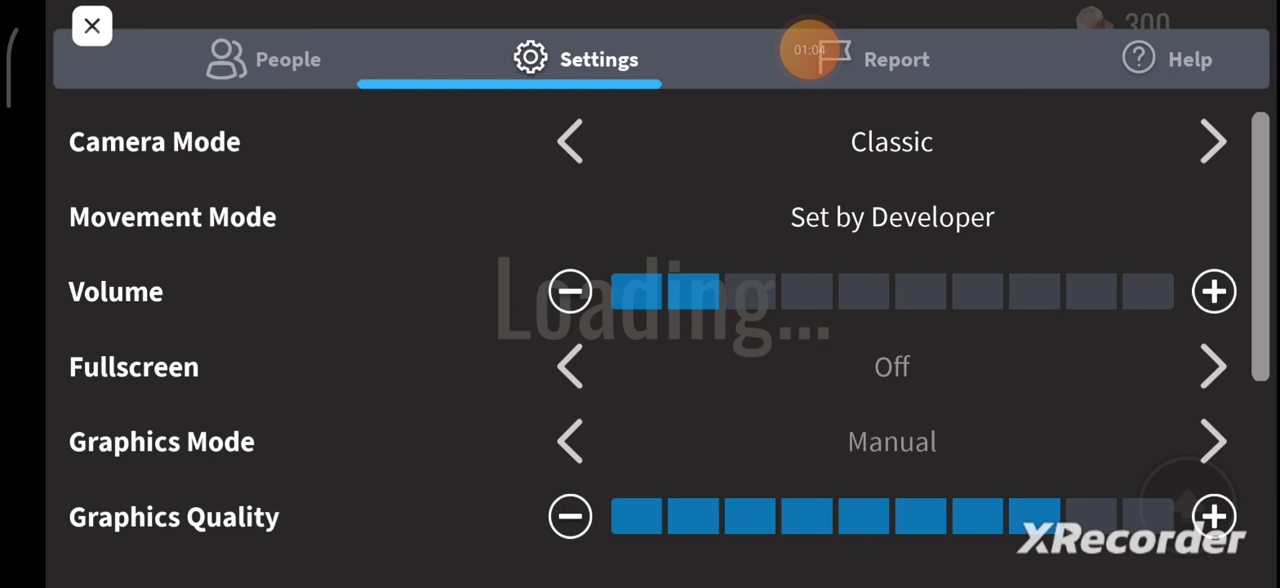 300
People
Settings
01:04
Report
Help
Camera Mode
Classic
Movement Mode
Set by Developer
Volume
Loading...
Fullscreen
Off
Graphics Mode
Manual
Graphics Quality
XRecorder